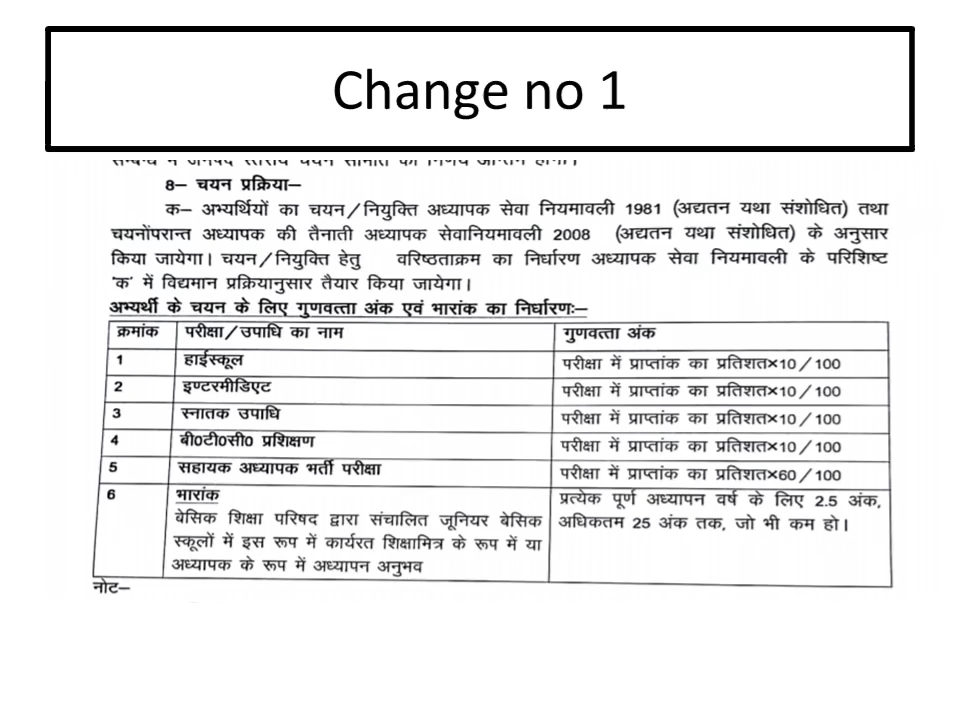 Change no 1
8– चयन प्रक्रिया–
क– अभ्यर्थियों का चयन/नियुक्ति अध्यापक सेवा नियमावली 1981 (अद्यतन यथा संशोधित) तथा
चयनोंपरान्त अध्यापक की तैनाती अध्यापक सेवानियमावली 2008 (अद्यतन यथा संशोधित) के अनुसार
किया जायेगा। चयन/नियुक्ति हेतु वरिष्ठताक्रम का निर्धारण अध्यापक सेवा नियमावली के परिशिष्ट
'क' में विद्यमान प्रक्रियानुसार तैयार किया जायेगा।
अभ्यर्थी के चयन के लिए गुणवत्ता अंक एवं भारांक का निर्धारणः–
क्रमांक परीक्षा/उपाधि का नाम गुणवत्ता अंक
1 हाईस्कूल परीक्षा में प्राप्तांक का प्रतिशत×10/100
2 इण्टरमीडिएट परीक्षा में प्राप्तांक का प्रतिशत×10/100
3 स्नातक उपाधि परीक्षा में प्राप्तांक का प्रतिशत×10/100
4 बी0टी0सी0 प्रशिक्षण परीक्षा में प्राप्तांक का प्रतिशत×10/100
5 सहायक अध्यापक भर्ती परीक्षा परीक्षा में प्राप्तांक का प्रतिशत×60/100
6 भारांक प्रत्येक पूर्ण अध्यापन वर्ष के लिए 2.5 अंक,
बेसिक शिक्षा परिषद द्वारा संचालित जूनियर बेसिक अधिकतम 25 अंक तक, जो भी कम हो।
स्कूलों में इस रूप में कार्यरत शिक्षामित्र के रूप में या
अध्यापक के रूप में अध्यापन अनुभव
नोट–